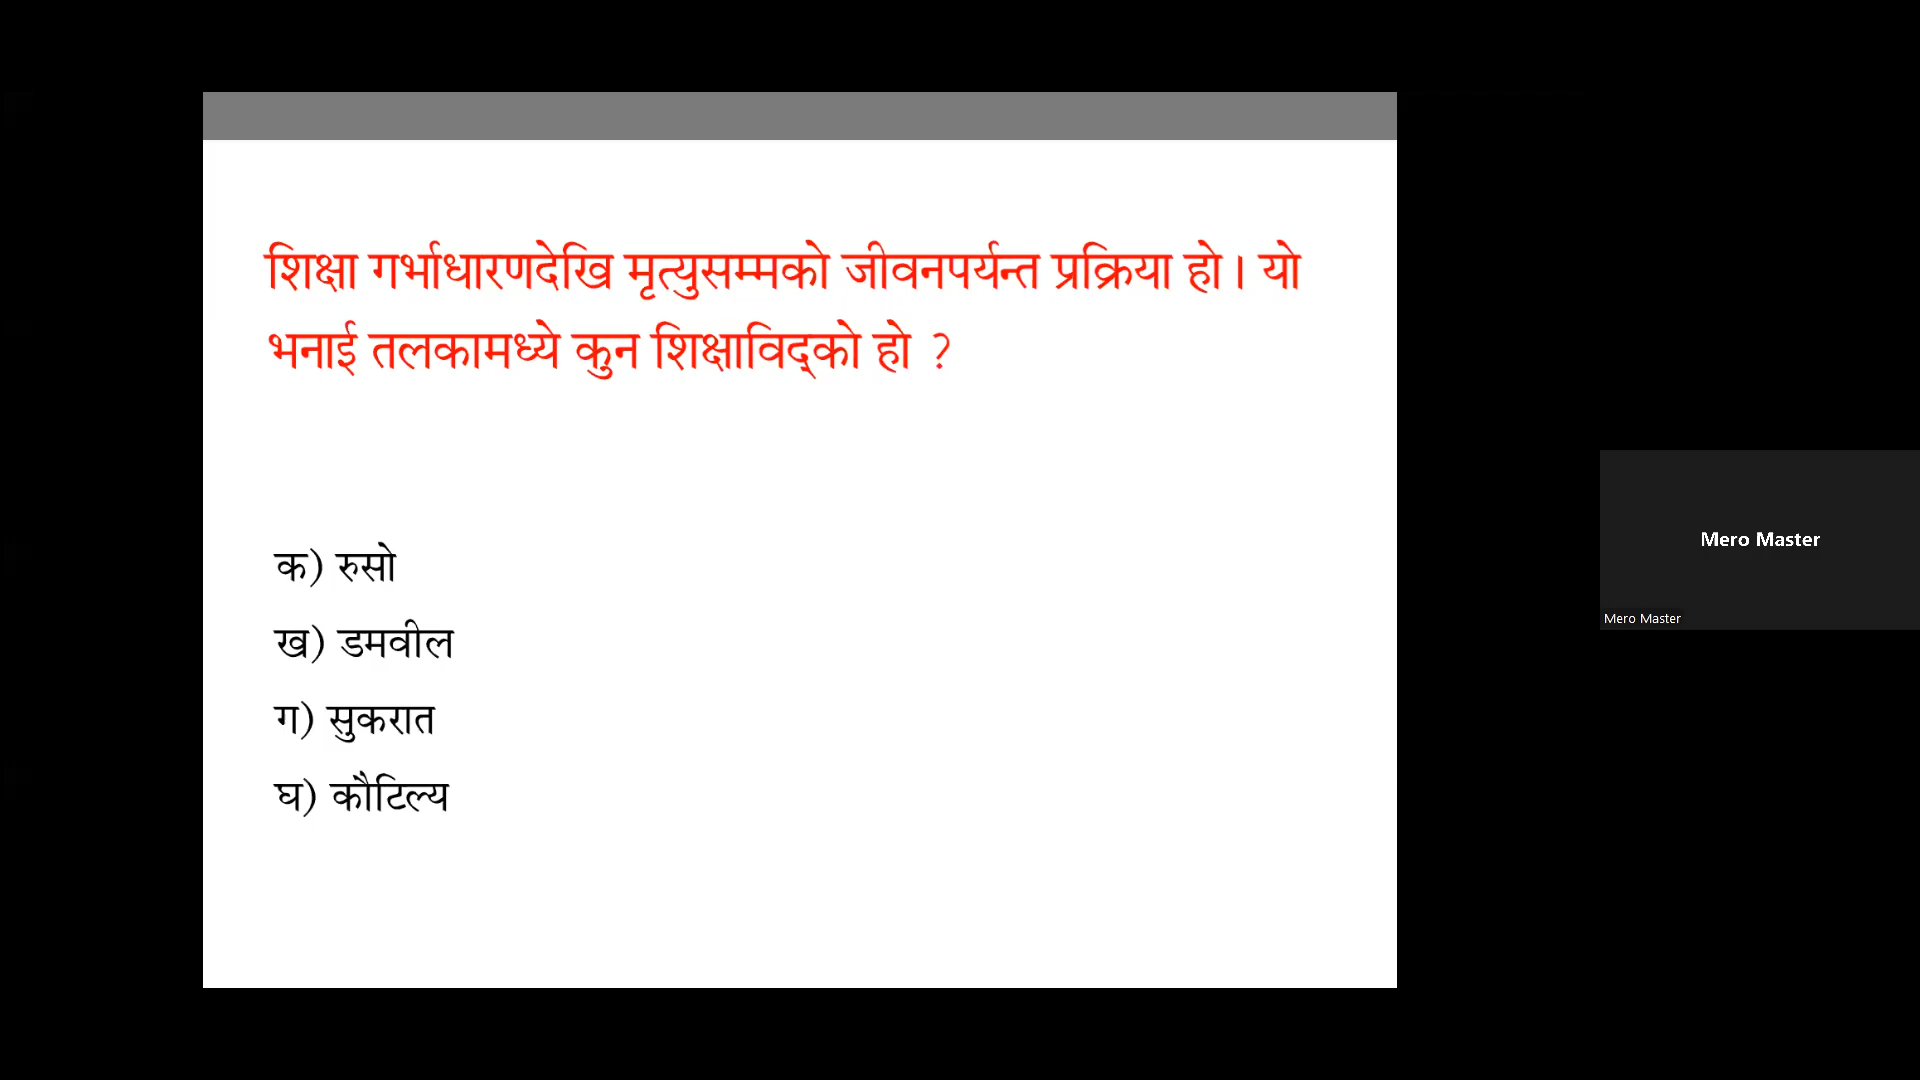 शिक्षा गर्भाधारणदेखि मृत्युसम्मको जीवनपर्यन्त प्रक्रिया हो । यो
भनाई तलकामध्ये कुन शिक्षाविद्को हो ?
क) रुसो
ख) डमवील
ग) सुकरात
घ) कौटिल्य
Mero Master
Mero Master